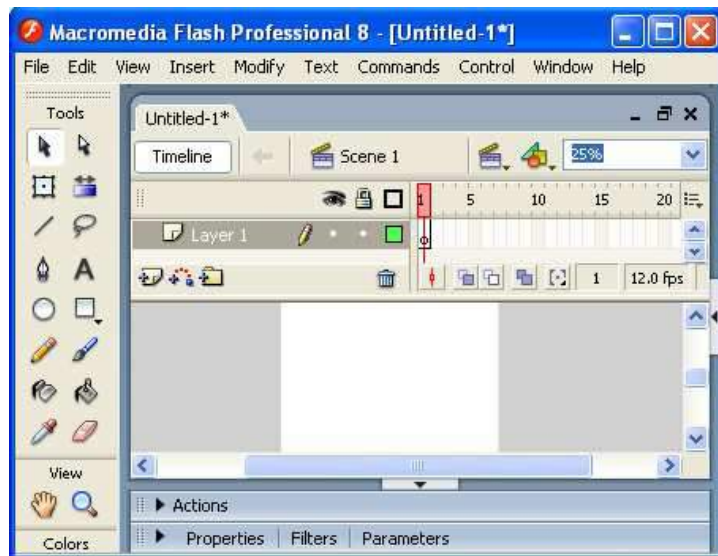 Macromedia Flash Professional 8 - [Untitled-1*]
File Edit View Insert Modify Text Commands Control Window Help
Tools
Untitled-1*
Timeline Scene 1 25%
1 5 10 15 20
Layer 1
A
1 12.0 fps
View
Actions
Properties Filters Parameters
Colors